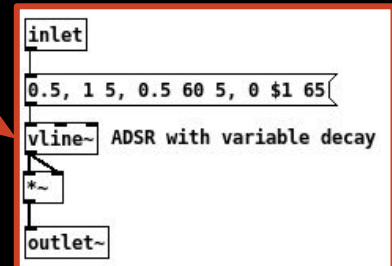 inlet
0.5, 1 5, 0.5 60 5, 0 $1 65
vline~ ADSR with variable decay
*~
outlet~